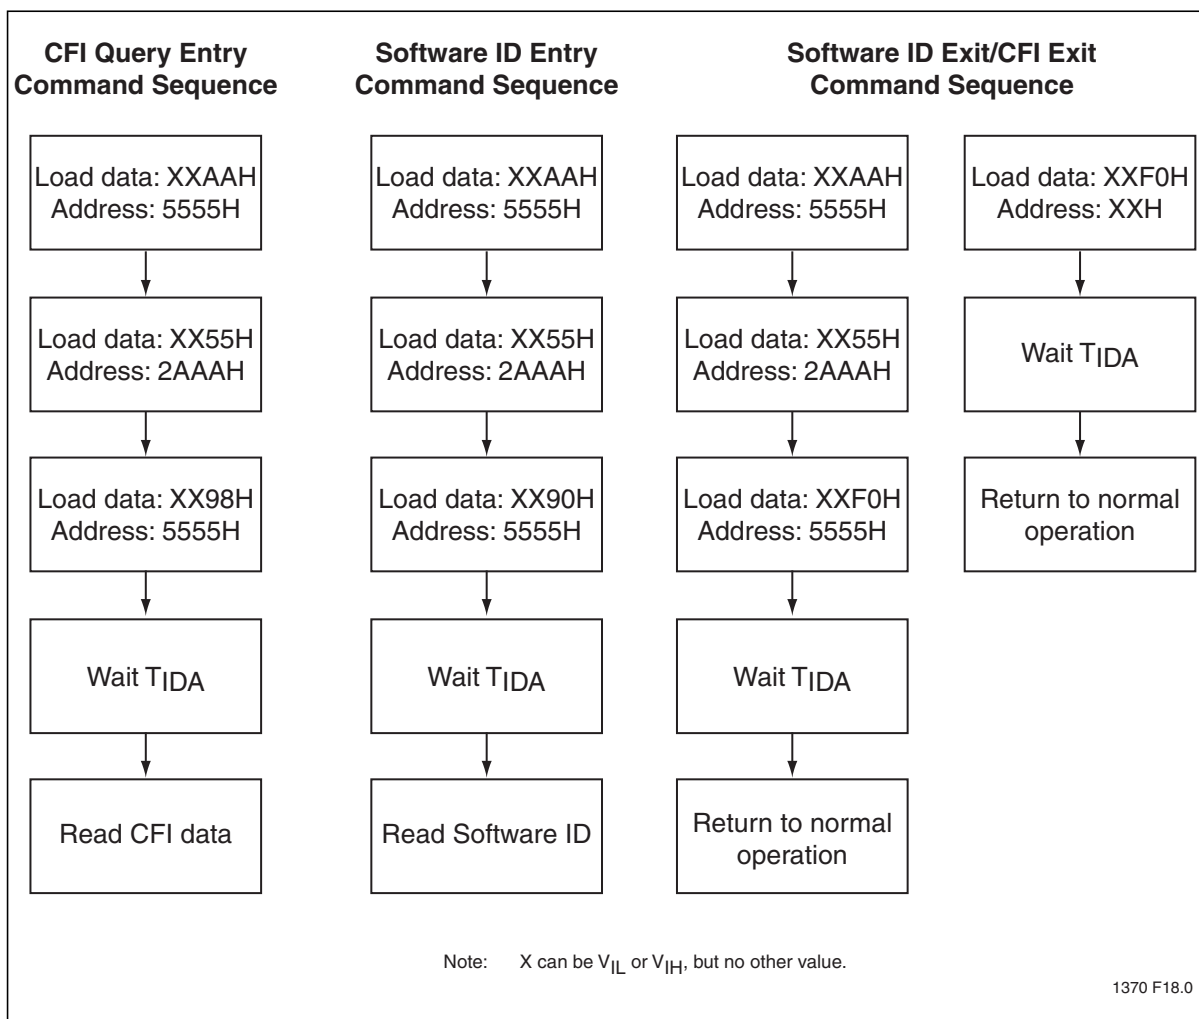 CFI Query Entry
Command Sequence
Load data: XXAAH
Address: 5555H
Load data: XX55H
Address: 2AAAH
Load data: XX98H
Address: 5555H
Wait TIDA
Read CFI data
Software ID Entry
Command Sequence
Load data: XXAAH
Address: 5555H
Load data: XX55H
Address: 2AAAH
Load data: XX90H
Address: 5555H
Wait TIDA
Read Software ID
Software ID Exit/CFI Exit
Command Sequence
Load data: XXAAH
Address: 5555H
Load data: XX55H
Address: 2AAAH
Load data: XXF0H
Address: 5555H
Wait TIDA
Return to normal
operation
Load data: XXF0H
Address: XXH
Wait TIDA
Return to normal
operation
Note: X can be VIL or VIH, but no other value.
1370 F18.0